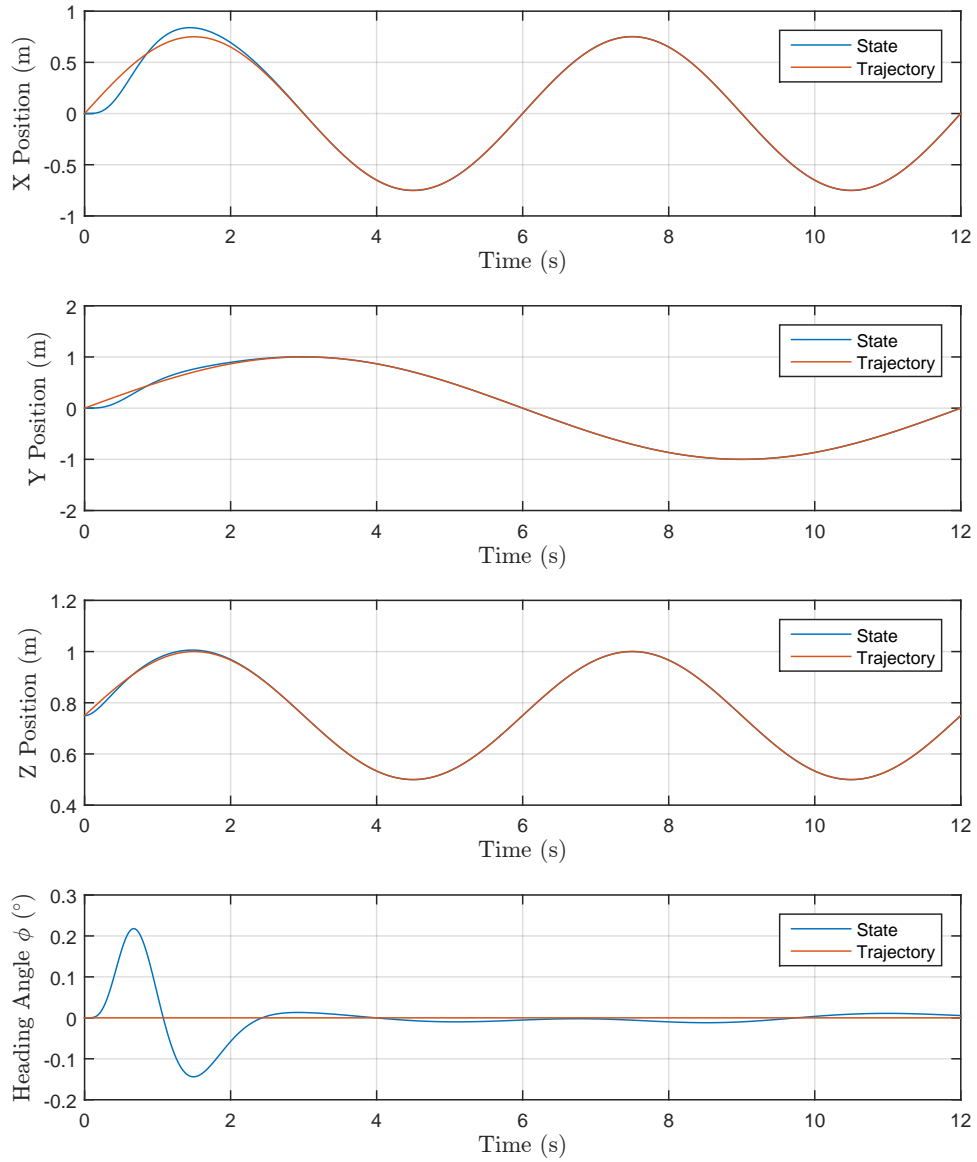 1
0.5
0
-0.5
-1
X Position (m)
State
Trajectory
0 2 4 6 8 10 12
Time (s)
2
1
0
-1
-2
Y Position (m)
State
Trajectory
0 2 4 6 8 10 12
Time (s)
1.2
1
0.8
0.6
0.4
Z Position (m)
State
Trajectory
0 2 4 6 8 10 12
Time (s)
0.3
0.2
0.1
0
-0.1
-0.2
Heading Angle ϕ (°)
State
Trajectory
0 2 4 6 8 10 12
Time (s)